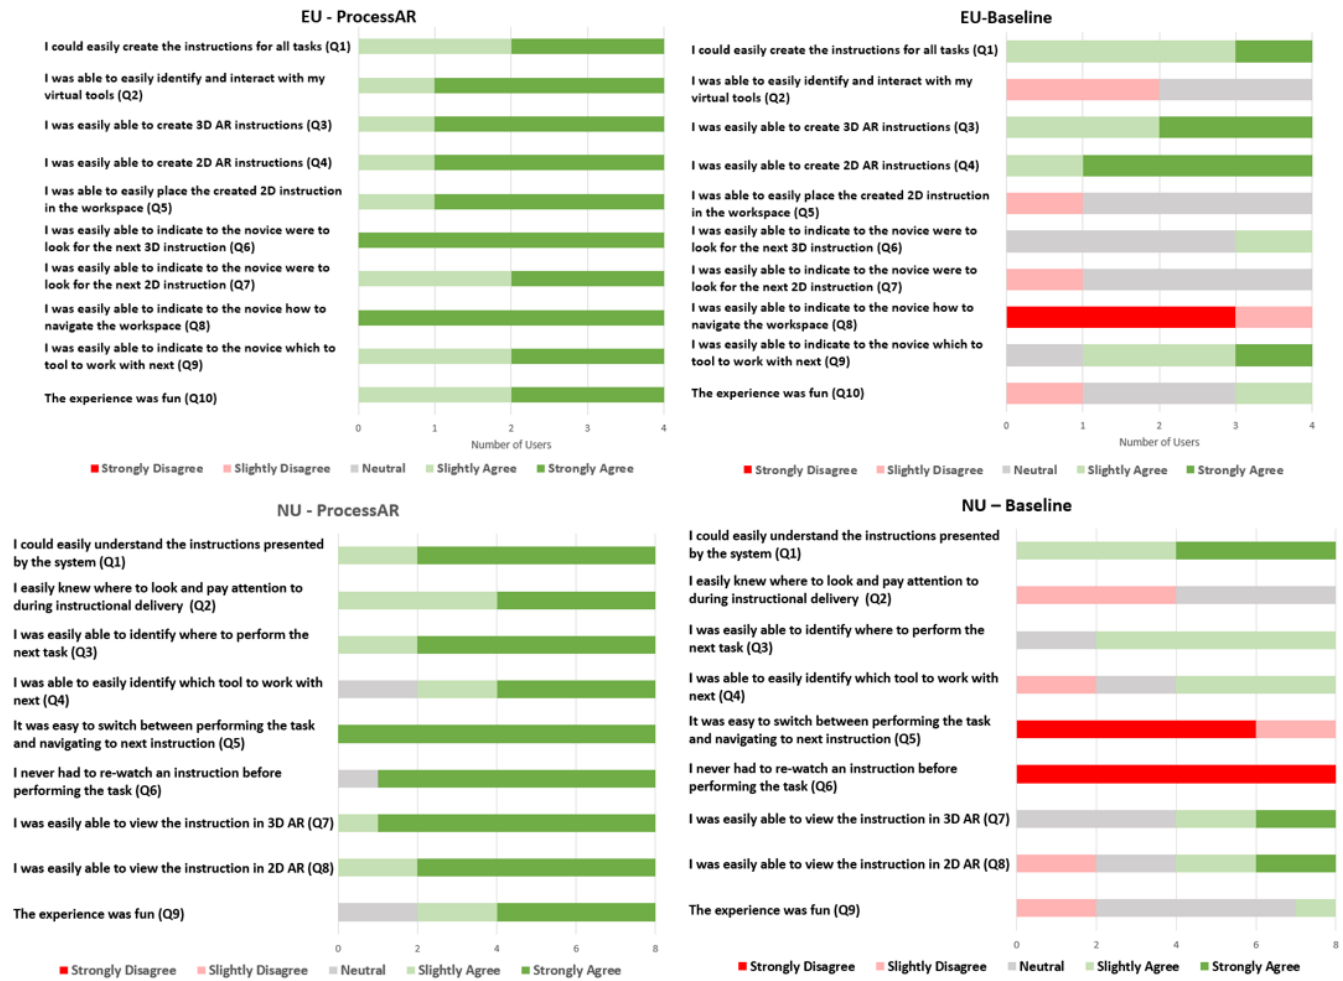 EU - ProcessAR
I could easily create the instructions for all tasks (Q1)
I was able to easily identify and interact with my
virtual tools (Q2)
I was easily able to create 3D AR instructions (Q3)
I was easily able to create 2D AR instructions (Q4)
I was able to easily place the created 2D instruction
in the workspace (Q5)
I was easily able to indicate to the novice were to
look for the next 3D instruction (Q6)
I was easily able to indicate to the novice were to
look for the next 2D instruction (Q7)
I was easily able to indicate to the novice how to
navigate the workspace (Q8)
I was easily able to indicate to the novice which to
tool to work with next (Q9)
The experience was fun (Q10)
0 1 2 3 4
Number of Users
Strongly Disagree Slightly Disagree Neutral Slightly Agree Strongly Agree
EU-Baseline
I could easily create the instructions for all tasks (Q1)
I was able to easily identify and interact with my
virtual tools (Q2)
I was easily able to create 3D AR instructions (Q3)
I was easily able to create 2D AR instructions (Q4)
I was able to easily place the created 2D instruction
in the workspace (Q5)
I was easily able to indicate to the novice were to
look for the next 3D instruction (Q6)
I was easily able to indicate to the novice were to
look for the next 2D instruction (Q7)
I was easily able to indicate to the novice how to
navigate the workspace (Q8)
I was easily able to indicate to the novice which to
tool to work with next (Q9)
The experience was fun (Q10)
0 1 2 3 4
Number of Users
Strongly Disagree Slightly Disagree Neutral Slightly Agree Strongly Agree
NU - ProcessAR
I could easily understand the instructions presented
by the system (Q1)
I easily knew where to look and pay attention to
during instructional delivery (Q2)
I was easily able to identify where to perform the
next task (Q3)
I was able to easily identify which tool to work with
next (Q4)
It was easy to switch between performing the task
and navigating to next instruction (Q5)
I never had to re-watch an instruction before
performing the task (Q6)
I was easily able to view the instruction in 3D AR (Q7)
I was easily able to view the instruction in 2D AR (Q8)
The experience was fun (Q9)
0 2 4 6 8
Strongly Disagree Slightly Disagree Neutral Slightly Agree Strongly Agree
NU – Baseline
I could easily understand the instructions presented
by the system (Q1)
I easily knew where to look and pay attention to
during instructional delivery (Q2)
I was easily able to identify where to perform the
next task (Q3)
I was able to easily identify which tool to work with
next (Q4)
It was easy to switch between performing the task
and navigating to next instruction (Q5)
I never had to re-watch an instruction before
performing the task (Q6)
I was easily able to view the instruction in 3D AR (Q7)
I was easily able to view the instruction in 2D AR (Q8)
The experience was fun (Q9)
0 2 4 6 8
Strongly Disagree Slightly Disagree Neutral Slightly Agree Strongly Agree